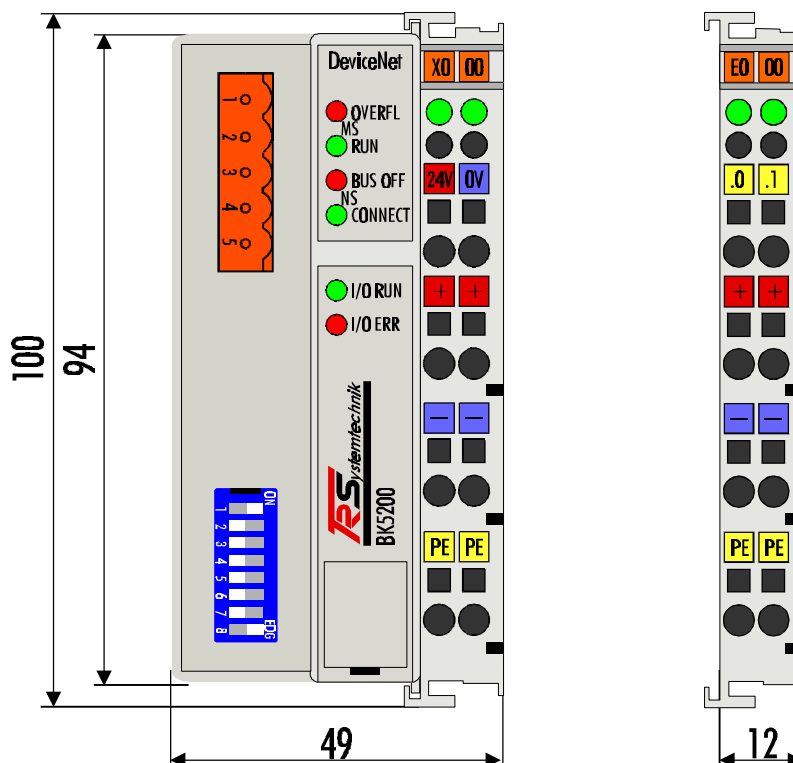 DeviceNet
X0 00
E0 00
1
2
3
4
5
OVERFL
MS
RUN
BUS OFF
NS
CONNECT
24V 0V
.0 .1
I/O RUN
I/O ERR
+ +
+ +
100
94
− −
− −
TRSystemtechnik
BK5200
ON
1
2
3
4
5
6
7
8
EDG
PE PE
PE PE
49
12